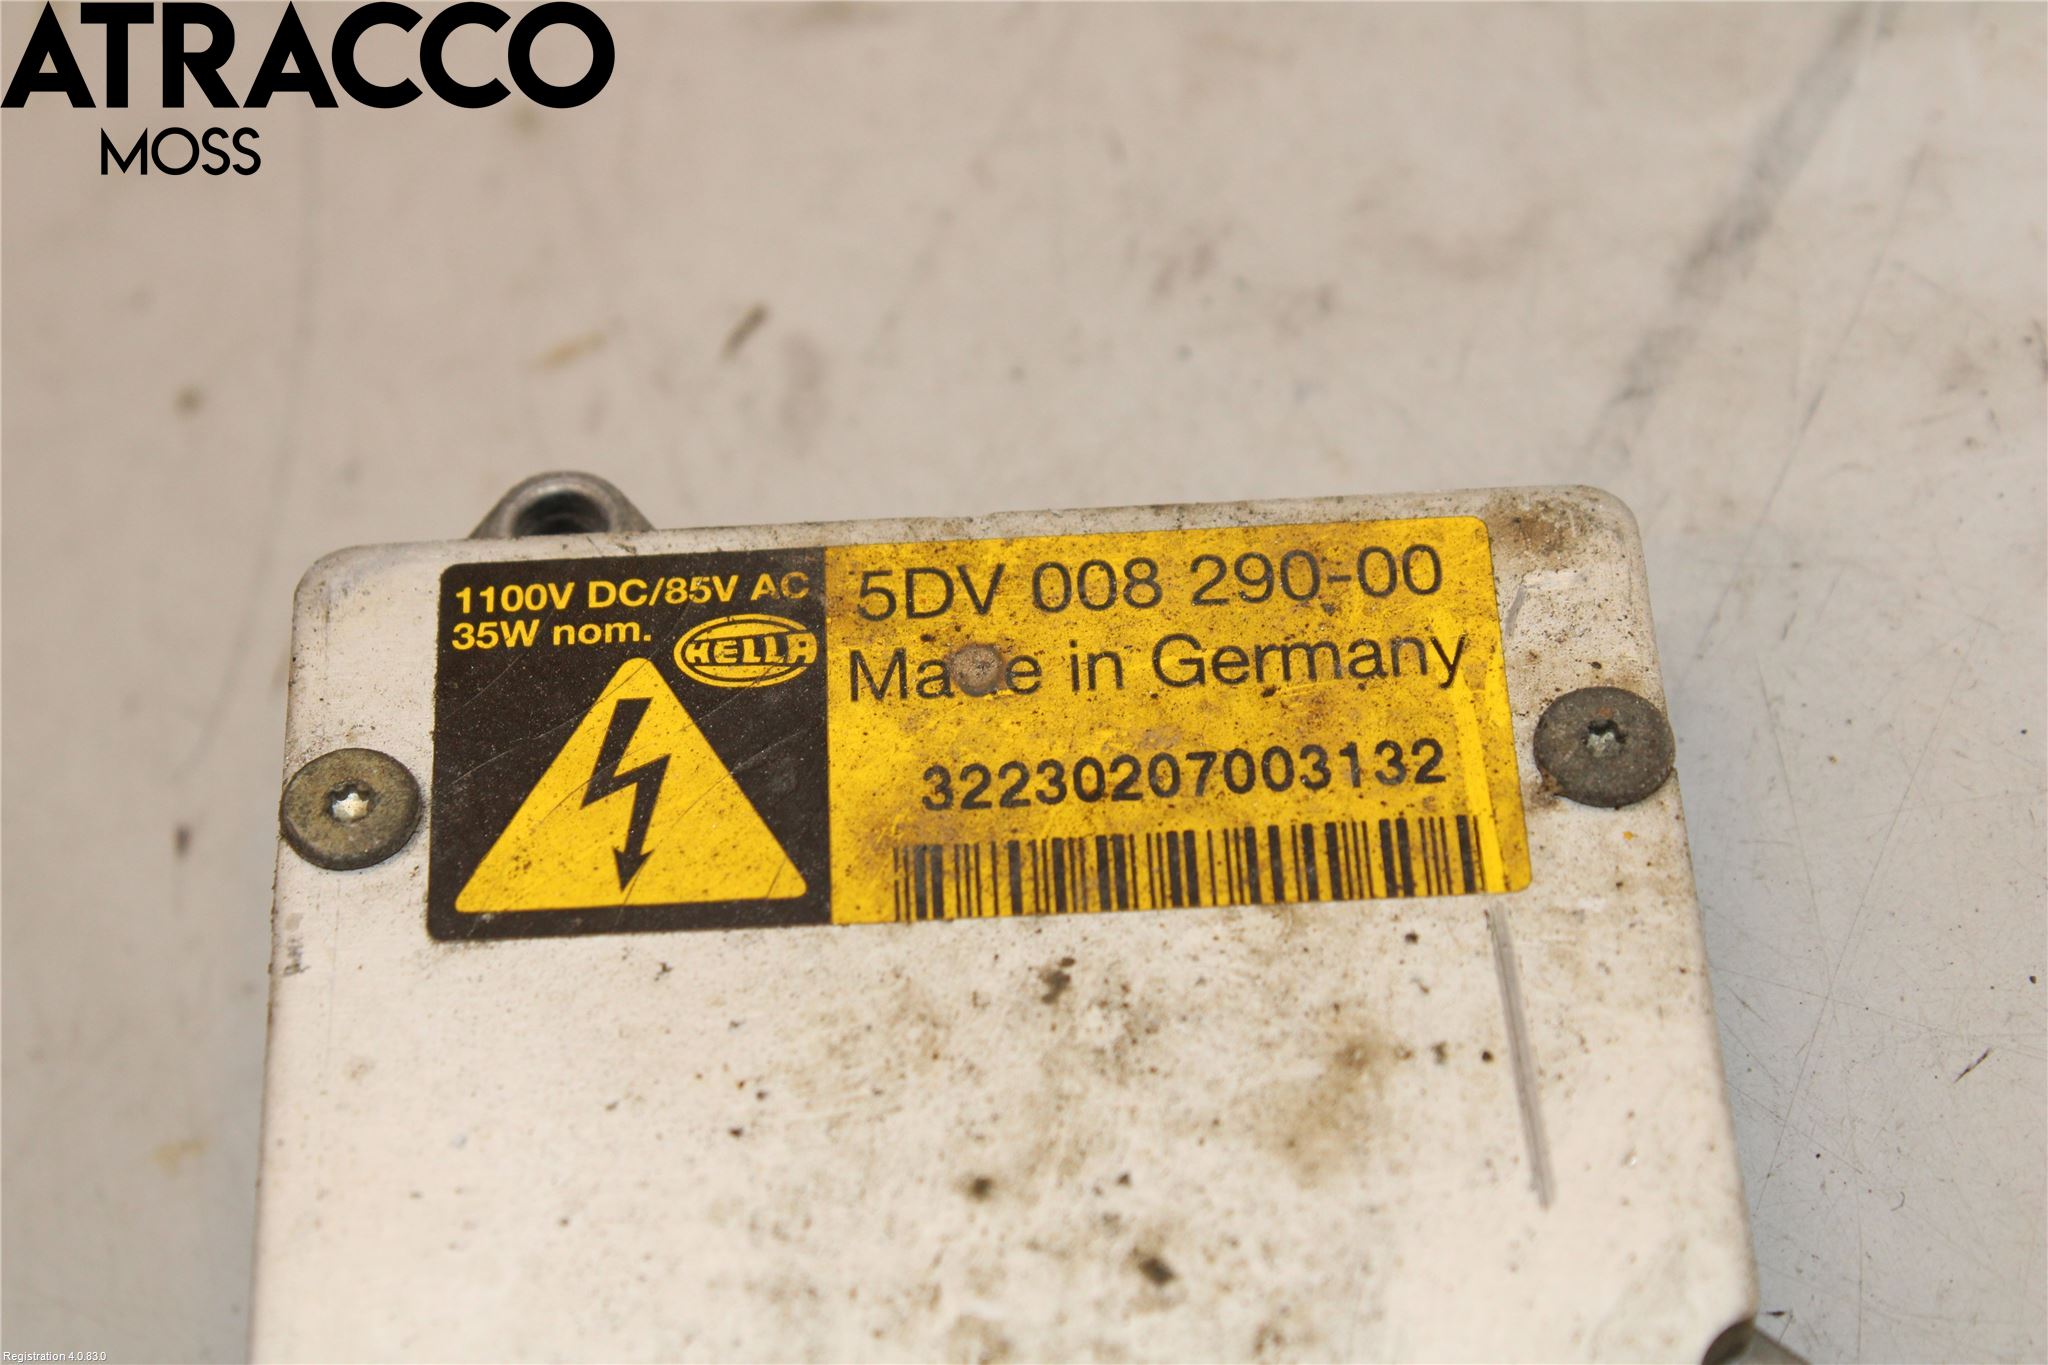 ATRACCO
MOSS
1100V DC/85V AC
35W nom.
HELLA
5DV 008 290-00
Made in Germany
32230207003132
Registration 4.0.83.0